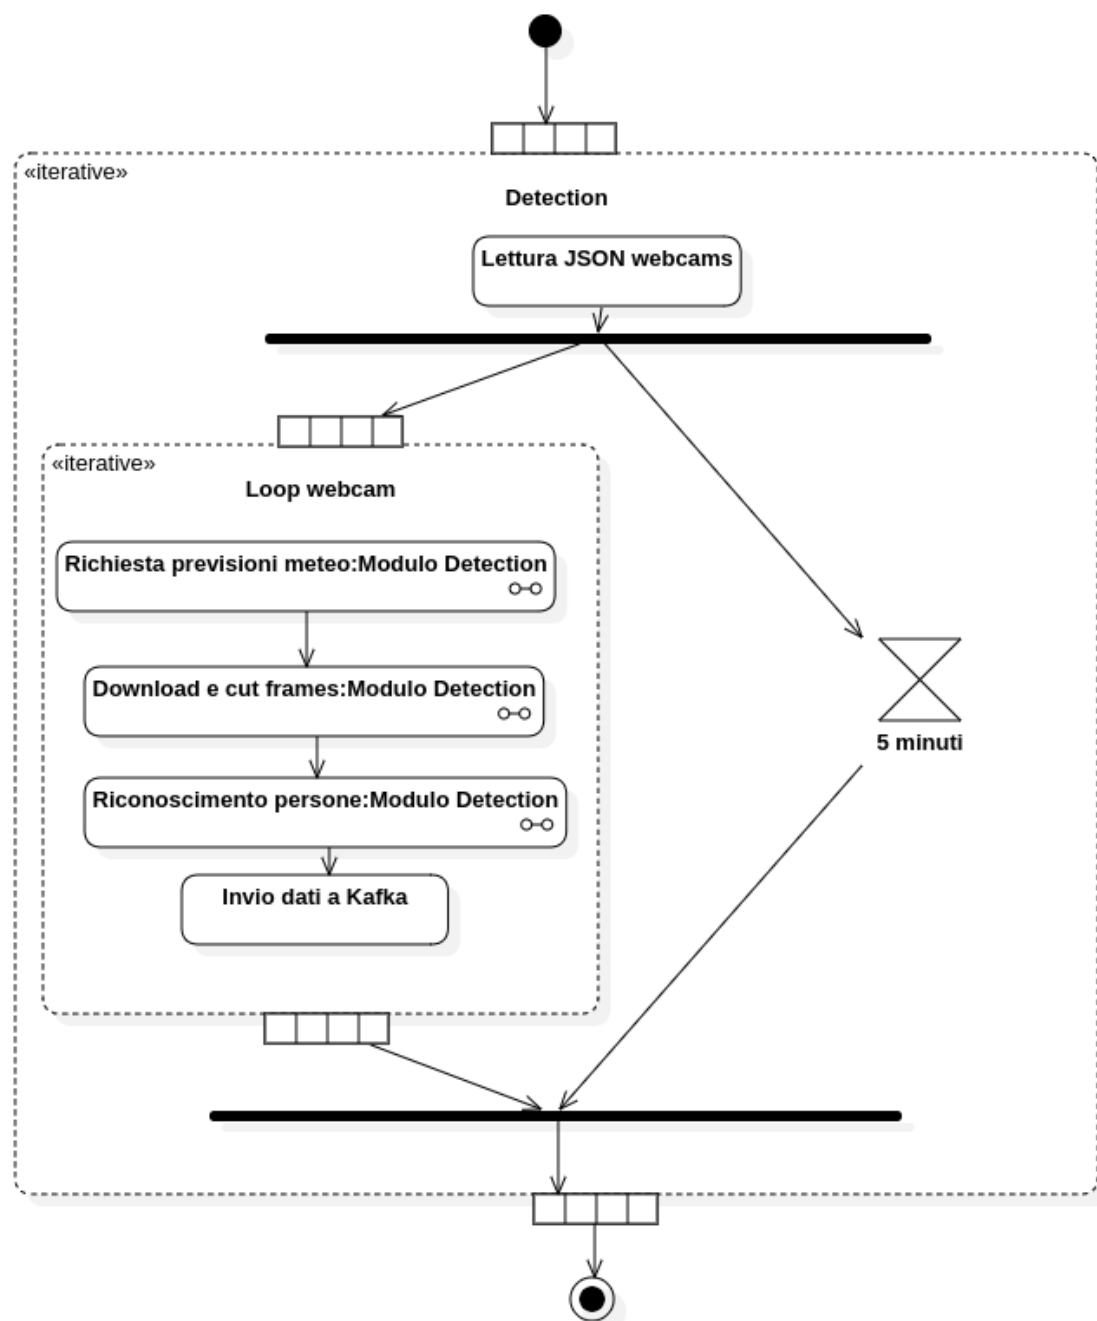 «iterative»
Detection
Lettura JSON webcams
«iterative»
Loop webcam
Richiesta previsioni meteo:Modulo Detection
Download e cut frames:Modulo Detection
5 minuti
Riconoscimento persone:Modulo Detection
Invio dati a Kafka